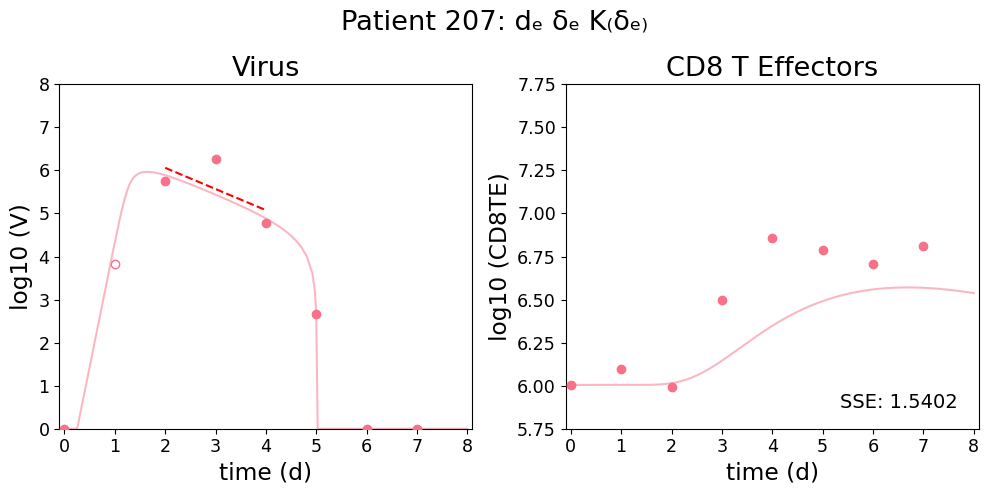 Patient 207: dₑ δₑ K₍δₑ₎
Virus
CD8 T Effectors
log10 (V)
8
7
6
5
4
3
2
1
0
0 1 2 3 4 5 6 7 8
time (d)
log10 (CD8TE)
7.75
7.50
7.25
7.00
6.75
6.50
6.25
6.00
5.75
SSE: 1.5402
0 1 2 3 4 5 6 7 8
time (d)